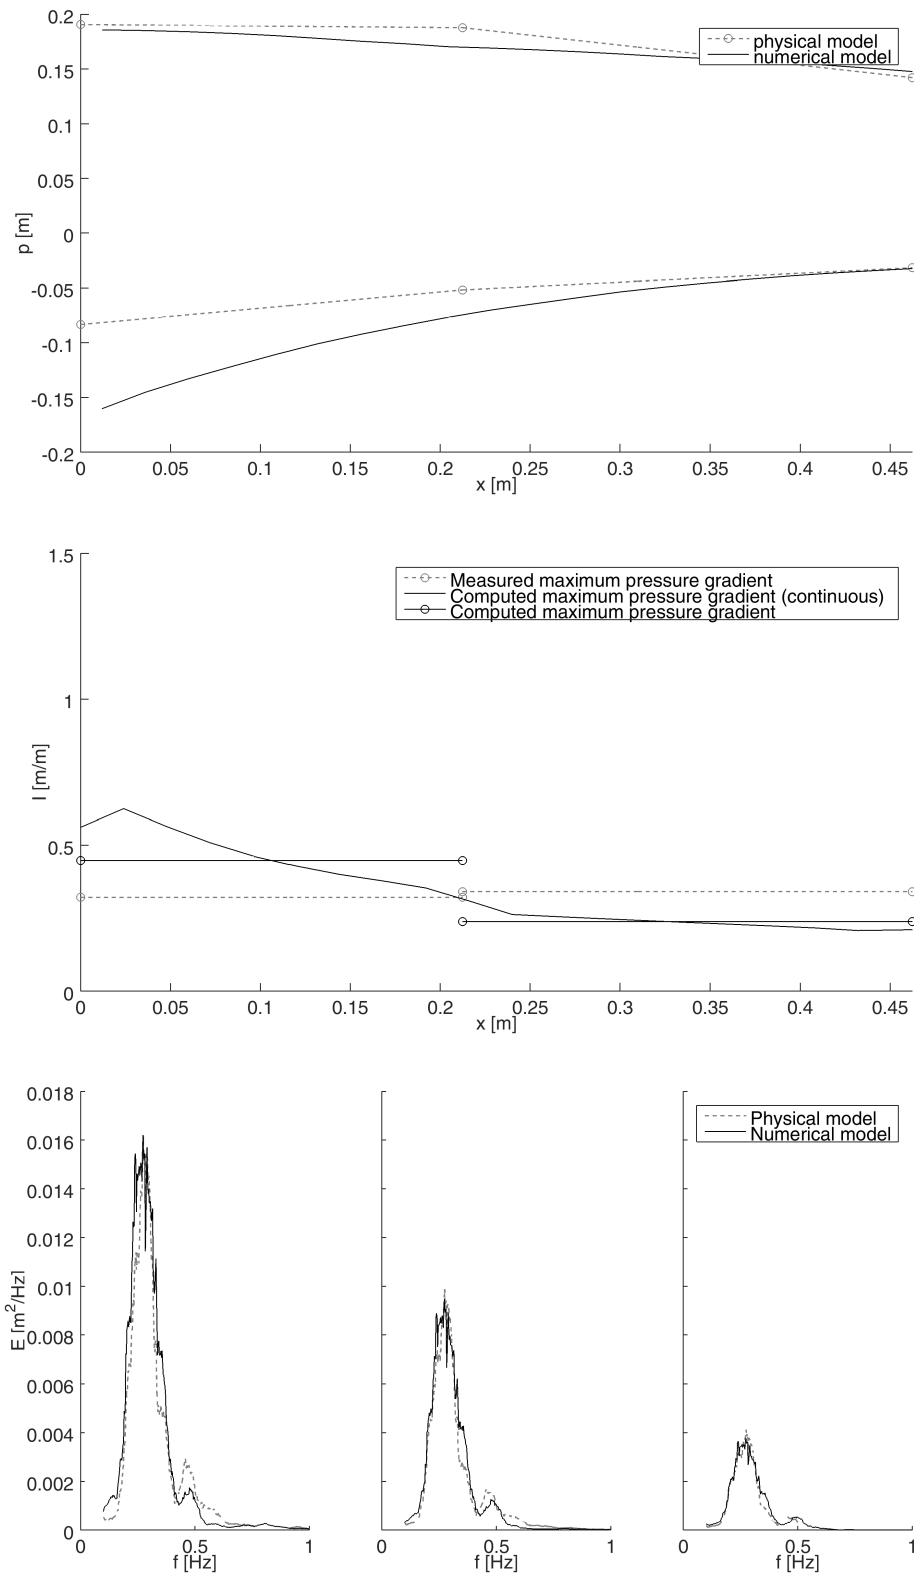 0.2
0.15
0.1
0.05
0
-0.05
-0.1
-0.15
-0.2
p [m]
physical model
numerical model
0 0.05 0.1 0.15 0.2 0.25 0.3 0.35 0.4 0.45
x [m]
1.5
1
0.5
0
I [m/m]
Measured maximum pressure gradient
Computed maximum pressure gradient (continuous)
Computed maximum pressure gradient
0 0.05 0.1 0.15 0.2 0.25 0.3 0.35 0.4 0.45
x [m]
0.018
0.016
0.014
0.012
0.01
0.008
0.006
0.004
0.002
0
E [m²/Hz]
Physical model
Numerical model
0 0.5 1 0 0.5 1 0 0.5 1
f [Hz] f [Hz] f [Hz]